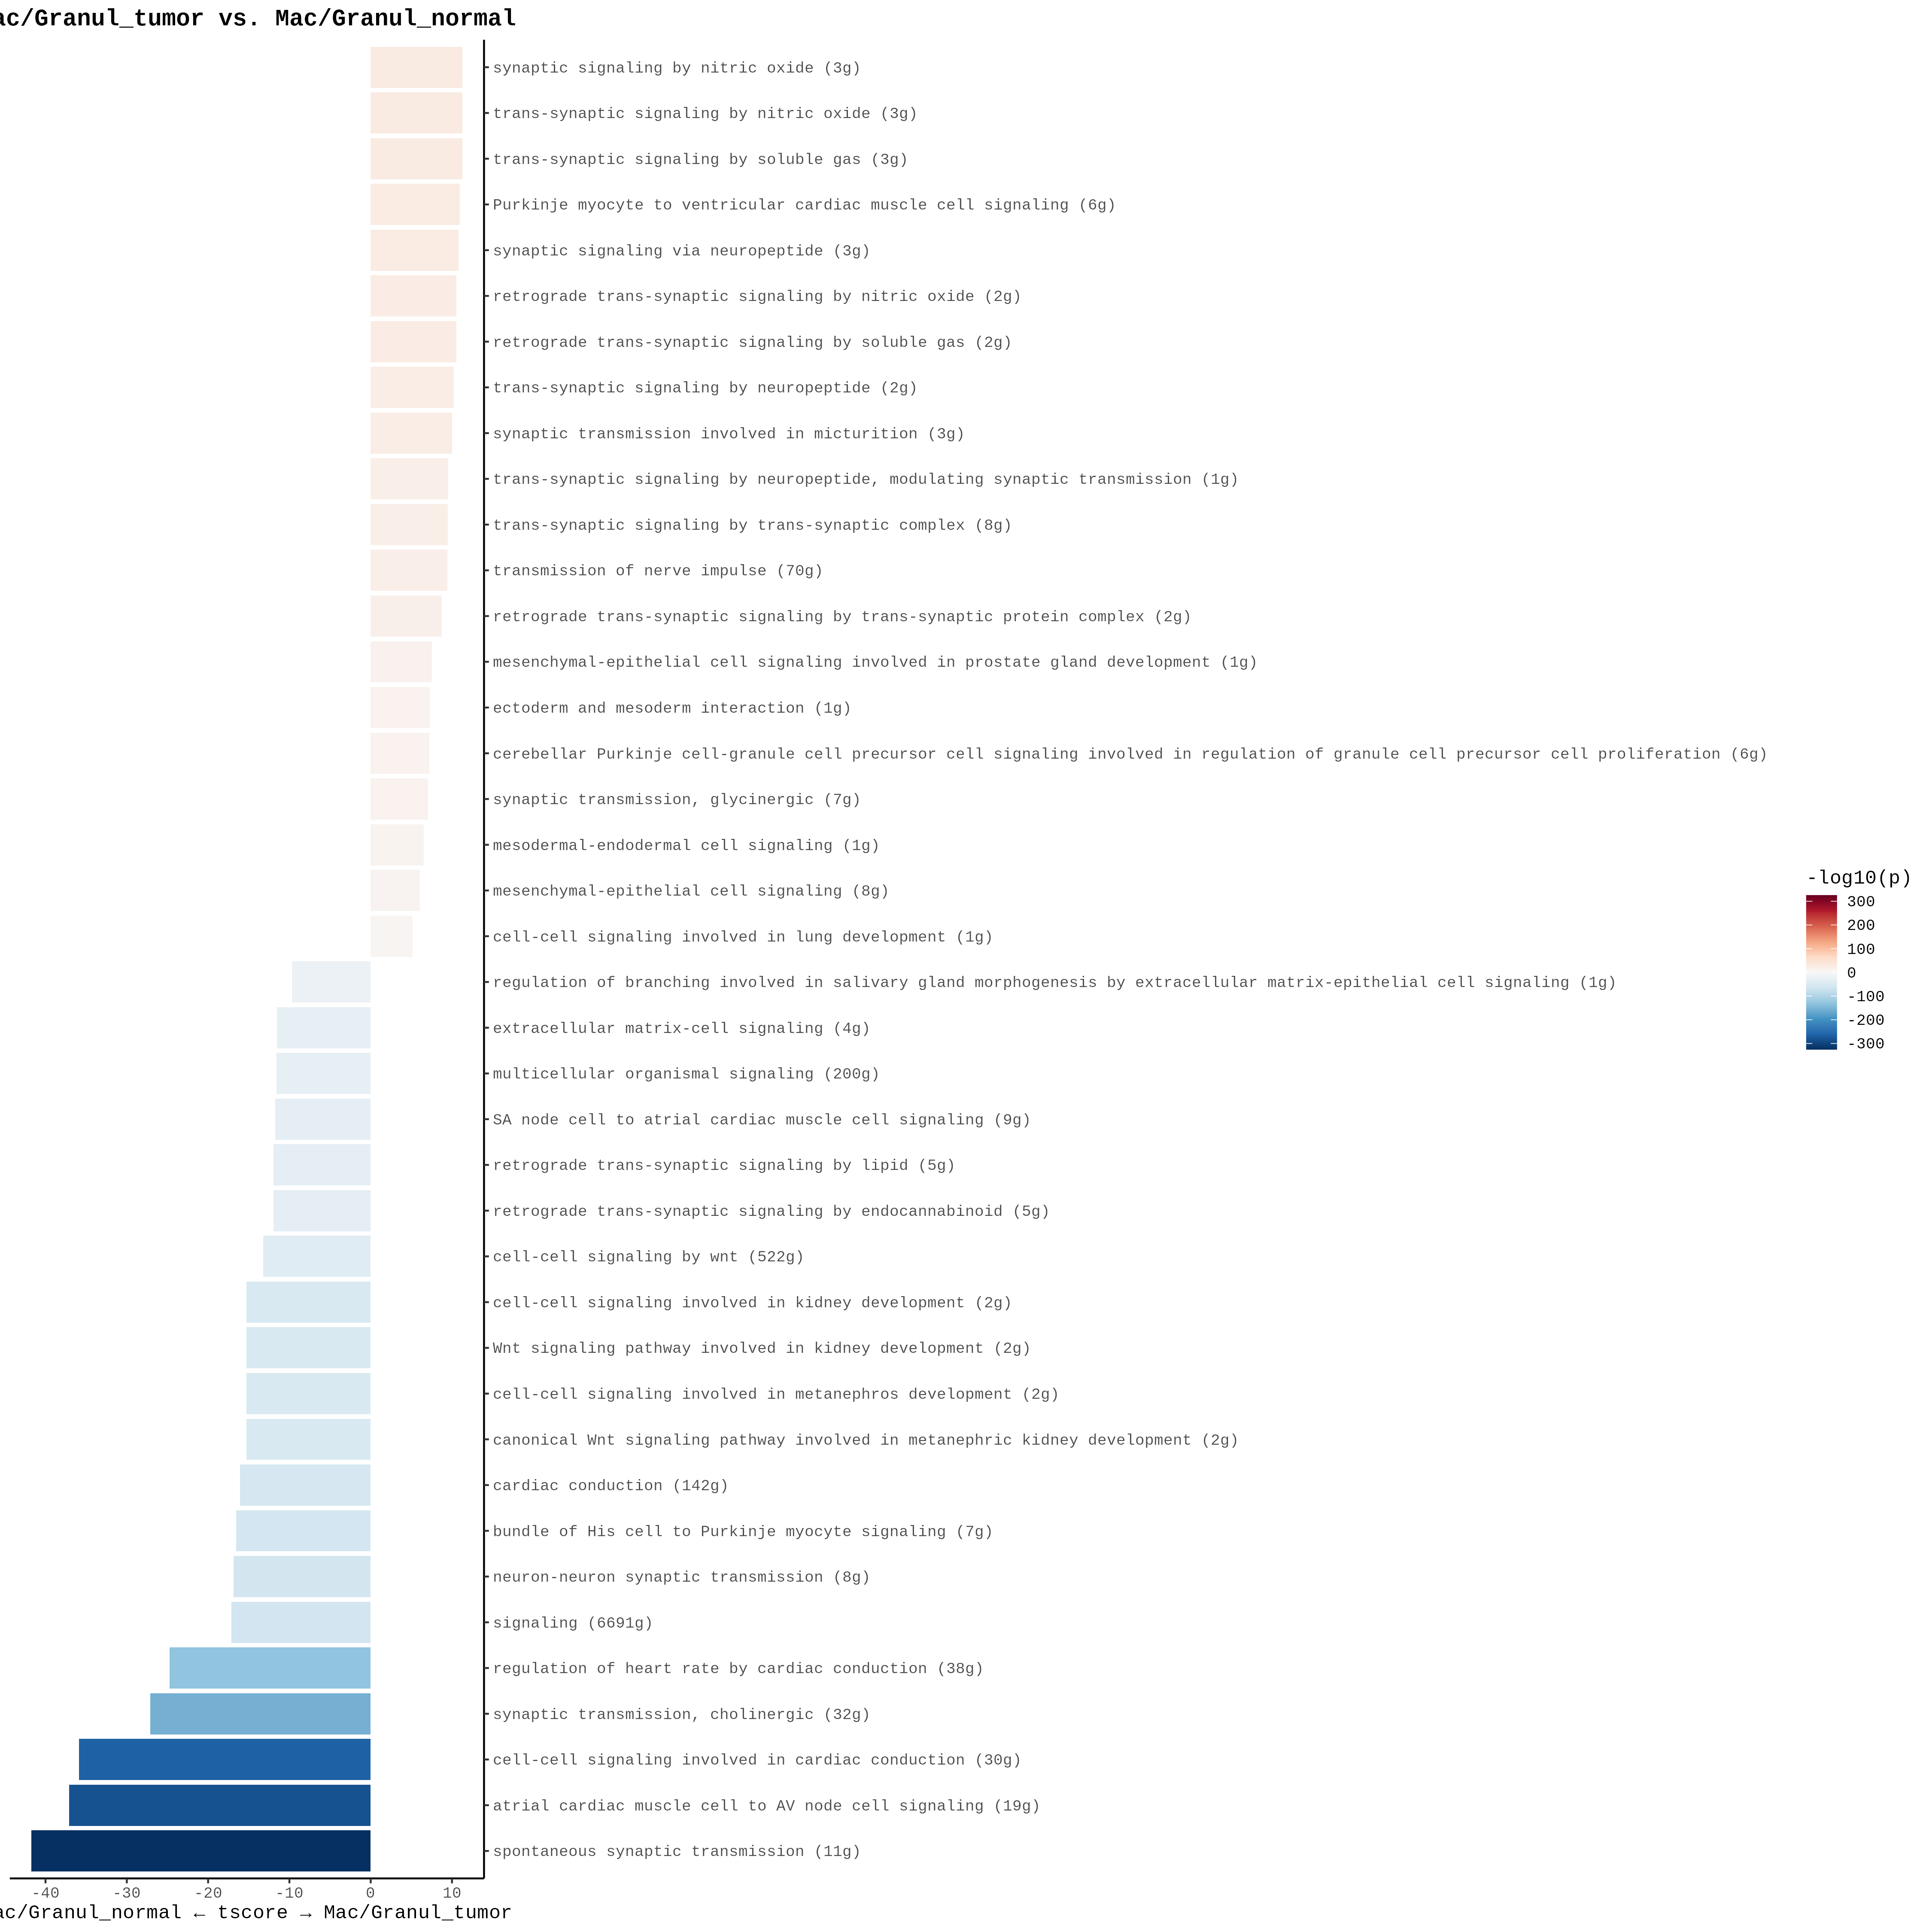 ac/Granul_tumor vs. Mac/Granul_normal
synaptic signaling by nitric oxide (3g)
trans-synaptic signaling by nitric oxide (3g)
trans-synaptic signaling by soluble gas (3g)
Purkinje myocyte to ventricular cardiac muscle cell signaling (6g)
synaptic signaling via neuropeptide (3g)
retrograde trans-synaptic signaling by nitric oxide (2g)
retrograde trans-synaptic signaling by soluble gas (2g)
trans-synaptic signaling by neuropeptide (2g)
synaptic transmission involved in micturition (3g)
trans-synaptic signaling by neuropeptide, modulating synaptic transmission (1g)
trans-synaptic signaling by trans-synaptic complex (8g)
transmission of nerve impulse (70g)
retrograde trans-synaptic signaling by trans-synaptic protein complex (2g)
mesenchymal-epithelial cell signaling involved in prostate gland development (1g)
ectoderm and mesoderm interaction (1g)
cerebellar Purkinje cell-granule cell precursor cell signaling involved in regulation of granule cell precursor cell proliferation (6g)
synaptic transmission, glycinergic (7g)
mesodermal-endodermal cell signaling (1g)
mesenchymal-epithelial cell signaling (8g)
cell-cell signaling involved in lung development (1g)
regulation of branching involved in salivary gland morphogenesis by extracellular matrix-epithelial cell signaling (1g)
extracellular matrix-cell signaling (4g)
multicellular organismal signaling (200g)
SA node cell to atrial cardiac muscle cell signaling (9g)
retrograde trans-synaptic signaling by lipid (5g)
retrograde trans-synaptic signaling by endocannabinoid (5g)
cell-cell signaling by wnt (522g)
cell-cell signaling involved in kidney development (2g)
Wnt signaling pathway involved in kidney development (2g)
cell-cell signaling involved in metanephros development (2g)
canonical Wnt signaling pathway involved in metanephric kidney development (2g)
cardiac conduction (142g)
bundle of His cell to Purkinje myocyte signaling (7g)
neuron-neuron synaptic transmission (8g)
signaling (6691g)
regulation of heart rate by cardiac conduction (38g)
synaptic transmission, cholinergic (32g)
cell-cell signaling involved in cardiac conduction (30g)
atrial cardiac muscle cell to AV node cell signaling (19g)
spontaneous synaptic transmission (11g)
-40 -30 -20 -10 0 10
ac/Granul_normal ← tscore → Mac/Granul_tumor
-log10(p)
300
200
100
0
-100
-200
-300